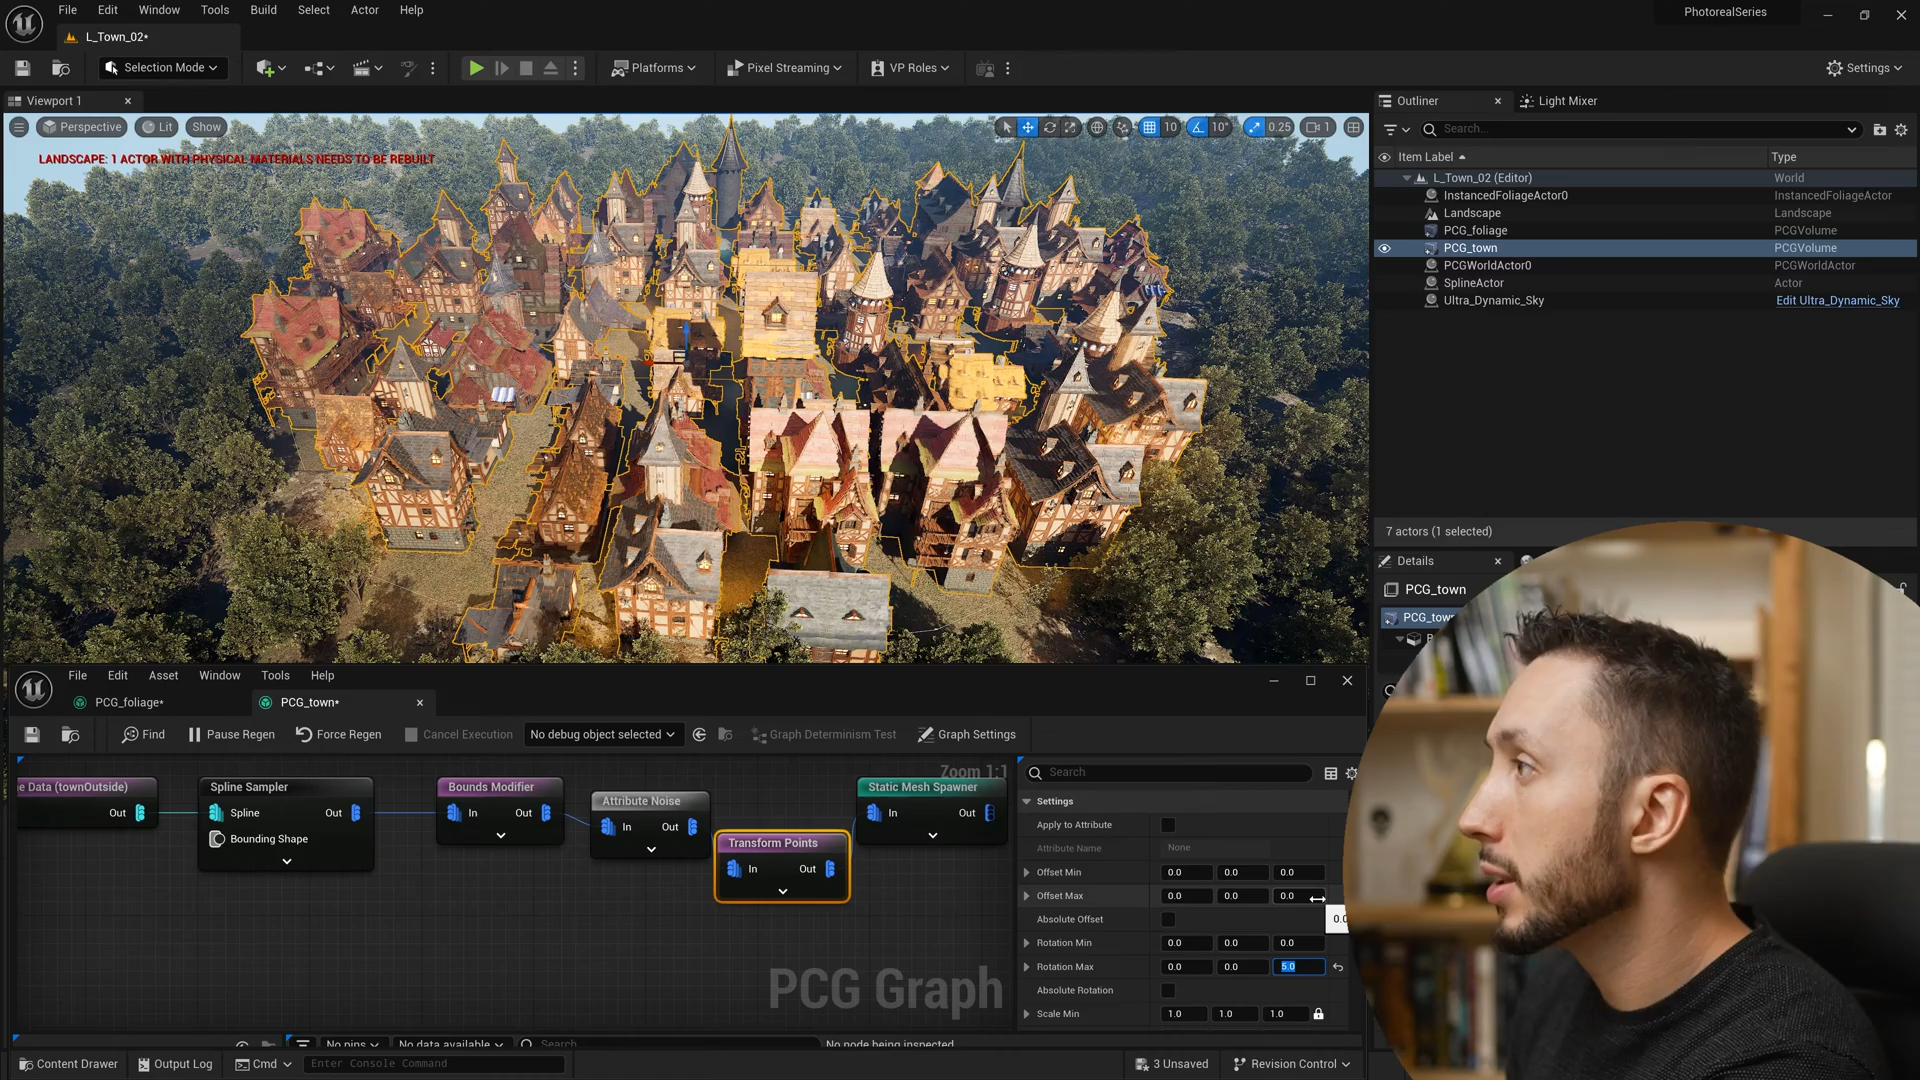 File Edit Window Tools Build Select Actor Help
PhotorealSeries
L_Town_02*
Selection Mode
Platforms
Pixel Streaming
VP Roles
Settings
Viewport 1
Outliner
Light Mixer
Perspective
Lit
Show
10
10°
0.25
1
Search...
LANDSCAPE: 1 ACTOR WITH PHYSICAL MATERIALS NEEDS TO BE REBUILT
Item Label Type
L_Town_02 (Editor) World
InstancedFoliageActor0 InstancedFoliageActor
Landscape Landscape
PCG_foliage PCGVolume
PCG_town PCGVolume
PCGWorldActor0 PCGWorldActor
SplineActor Actor
Ultra_Dynamic_Sky Edit Ultra_Dynamic_Sky
7 actors (1 selected)
Details
PCG_town
PCG_town
File Edit Asset Window Tools Help
PCG_foliage*
PCG_town*
Find
Pause Regen
Force Regen
Cancel Execution
No debug object selected
Graph Determinism Test
Graph Settings
Zoom 1:1
e Data (townOutside)
Out
Spline Sampler
Spline Out
Bounding Shape
Bounds Modifier
In Out
Attribute Noise
In Out
Transform Points
In Out
Static Mesh Spawner
In Out
PCG Graph
Search
Settings
Apply to Attribute
Attribute Name None
Offset Min 0.0 0.0 0.0
Offset Max 0.0 0.0 0.0
Absolute Offset
0.0
Rotation Min 0.0 0.0 0.0
Rotation Max 0.0 0.0 5.0
Absolute Rotation
Scale Min 1.0 1.0 1.0
No pins
No data available
Search
No node being inspected
Content Drawer
Output Log
Cmd
Enter Console Command
3 Unsaved
Revision Control